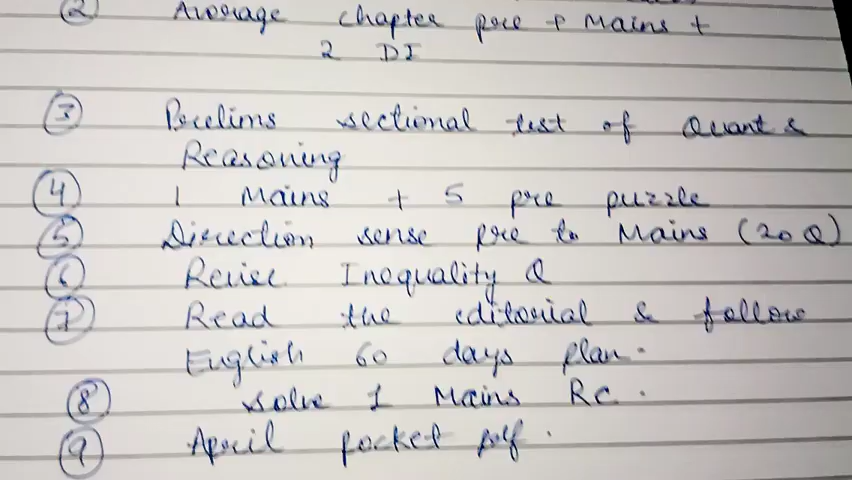 ② Average chapter pre + Mains +
2 DI
③ Prelims sectional test of Quant &
Reasoning
④ 1 Mains + 5 pre puzzle
⑤ Direction sense pre to Mains (20 Q)
⑥ Revise Inequality Q
⑦ Read the editorial & follow
English 60 days plan.
⑧ solve 1 Mains RC.
⑨ April pocket pdf.